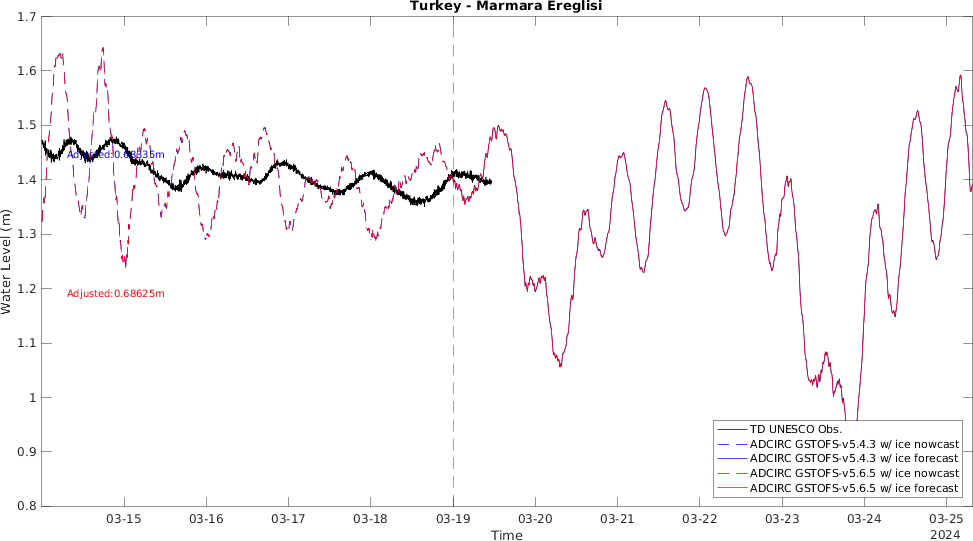 Turkey - Marmara Ereglisi
1.7
1.6
1.5
1.4
1.3
1.2
1.1
1
0.9
0.8
Water Level (m)
Adjusted:0.68625m
TD UNESCO Obs.
ADCIRC GSTOFS-v5.4.3 w/ ice nowcast
ADCIRC GSTOFS-v5.4.3 w/ ice forecast
ADCIRC GSTOFS-v5.6.5 w/ ice nowcast
ADCIRC GSTOFS-v5.6.5 w/ ice forecast
03-15 03-16 03-17 03-18 03-19 03-20 03-21 03-22 03-23 03-24 03-25
Time
2024